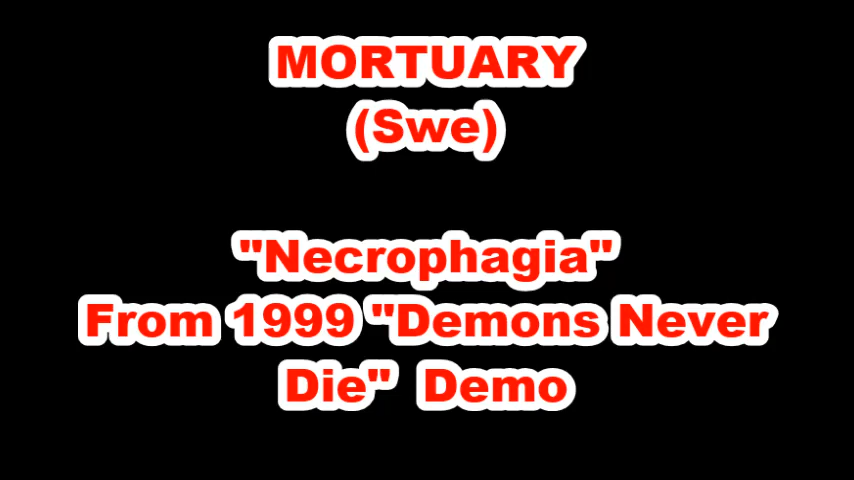 MORTUARY
(Swe)
"Necrophagia"
From 1999 "Demons Never
Die" Demo